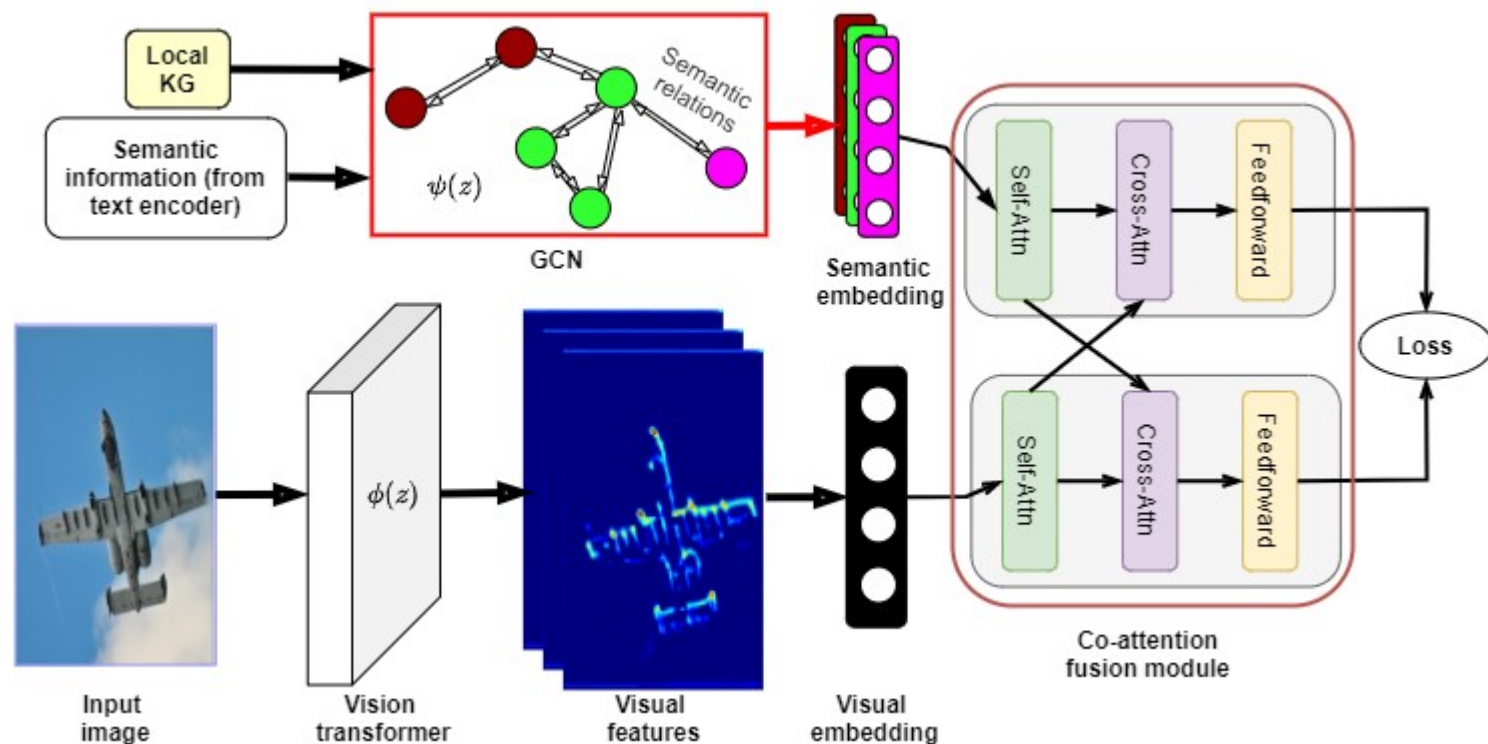 Local
KG
Semantic
information (from
text encoder)
Semantic
relations
ψ(z)
GCN
Semantic
embedding
Self-Attn
Cross-Attn
Feedforward
Loss
ϕ(z)
Self-Attn
Cross-Attn
Feedforward
Co-attention
fusion module
Input
image
Vision
transformer
Visual
features
Visual
embedding